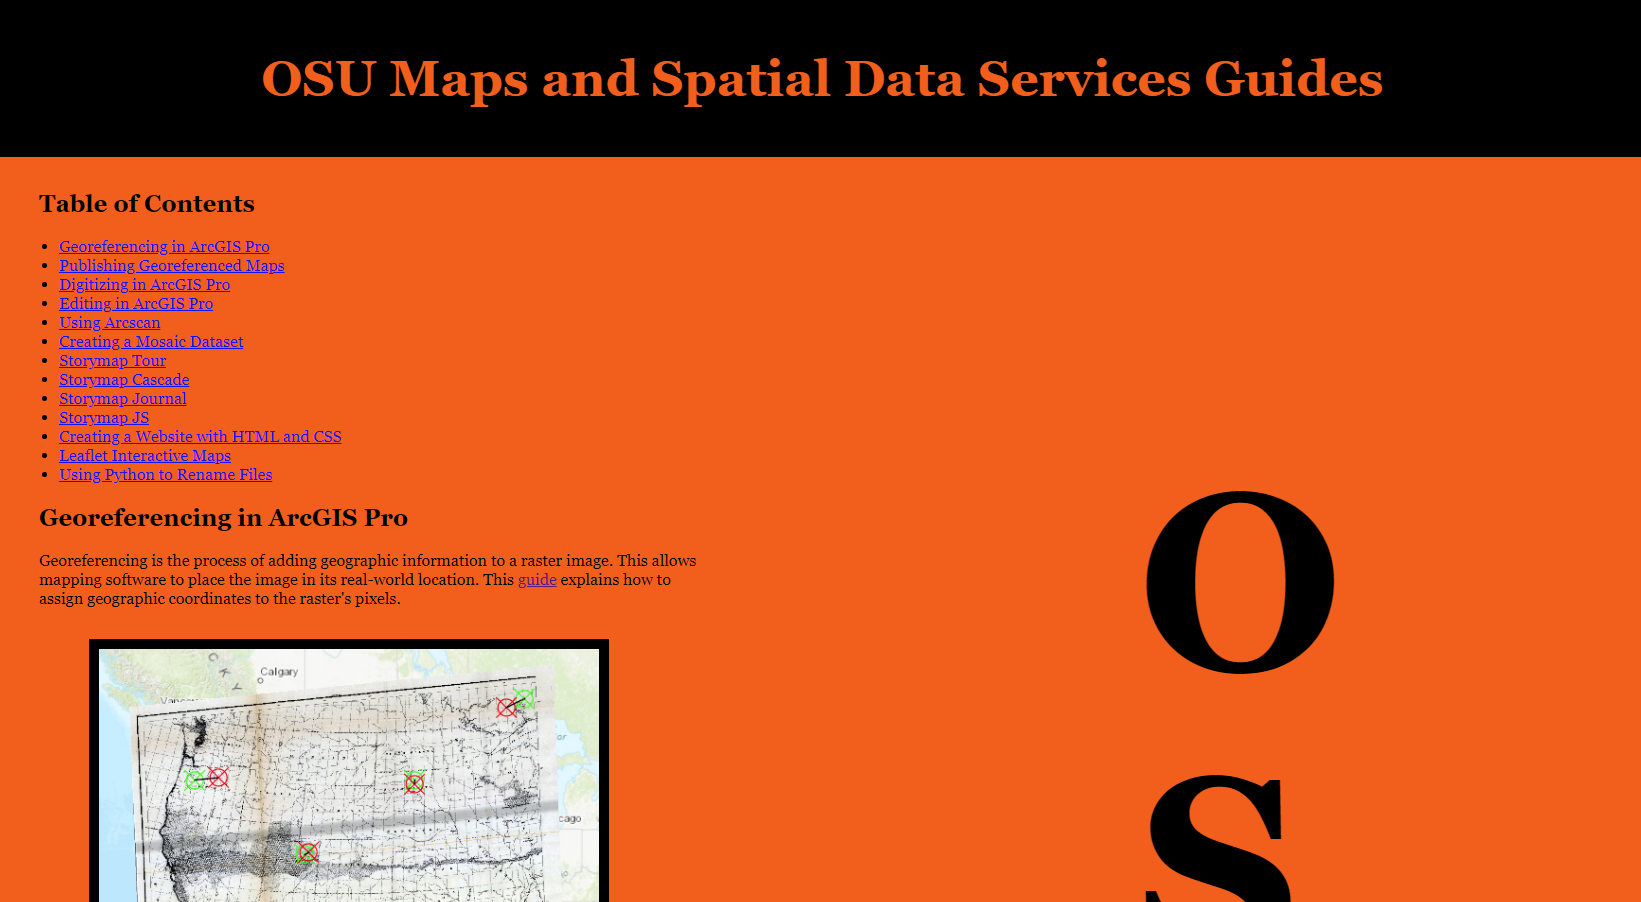 OSU Maps and Spatial Data Services Guides
Table of Contents
Georeferencing in ArcGIS Pro
Publishing Georeferenced Maps
Digitizing in ArcGIS Pro
Editing in ArcGIS Pro
Using Arcscan
Creating a Mosaic Dataset
Storymap Tour
Storymap Cascade
Storymap Journal
Storymap JS
Creating a Website with HTML and CSS
Leaflet Interactive Maps
Using Python to Rename Files
Georeferencing in ArcGIS Pro
Georeferencing is the process of adding geographic information to a raster image. This allows
mapping software to place the image in its real-world location. This guide explains how to
assign geographic coordinates to the raster's pixels.
Calgary
O
S